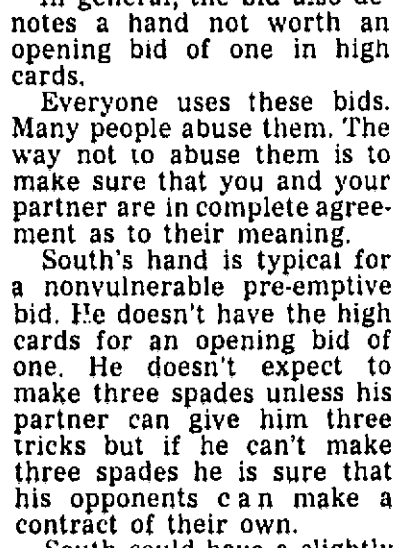 In general, the bid also de-
notes a hand not worth an
opening bid of one in high
cards.
Everyone uses these bids.
Many people abuse them. The
way not to abuse them is to
make sure that you and your
partner are in complete agree-
ment as to their meaning.
South's hand is typical for
a nonvulnerable pre-emptive
bid. He doesn't have the high
cards for an opening bid of
one. He doesn't expect to
make three spades unless his
partner can give him three
tricks but if he can't make
three spades he is sure that
his opponents can make a
contract of their own.
South could have a slightly